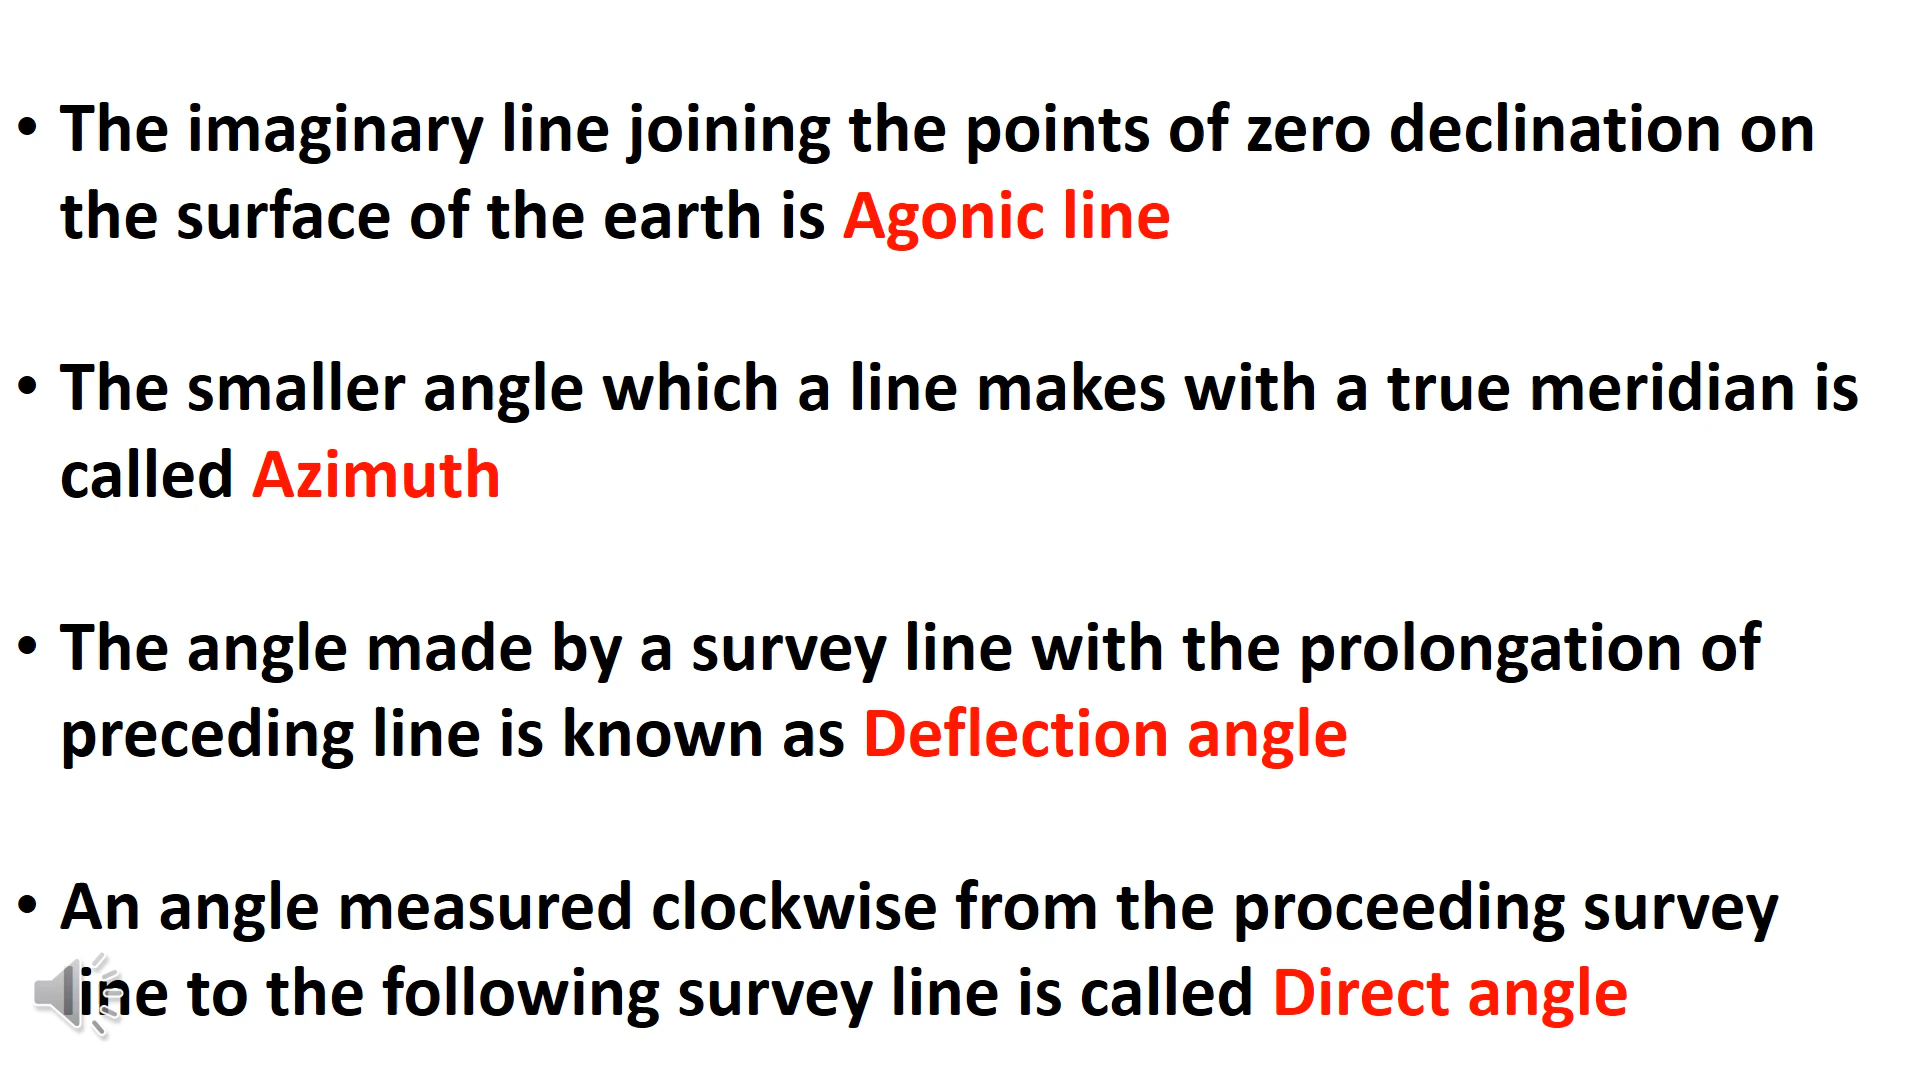 • The imaginary line joining the points of zero declination on
the surface of the earth is Agonic line
• The smaller angle which a line makes with a true meridian is
called Azimuth
• The angle made by a survey line with the prolongation of
preceding line is known as Deflection angle
• An angle measured clockwise from the proceeding survey
line to the following survey line is called Direct angle